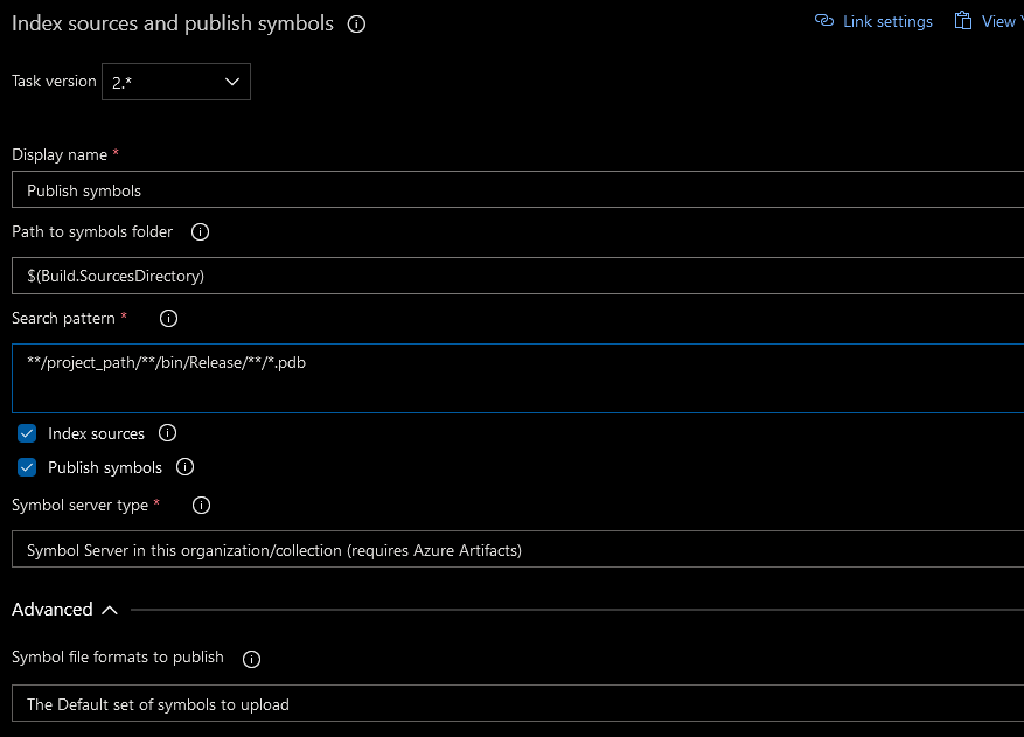 Index sources and publish symbols
Link settings
View
Task version 2.*
Display name *
Publish symbols
Path to symbols folder
$(Build.SourcesDirectory)
Search pattern *
**/project_path/**/bin/Release/**/*.pdb
Index sources
Publish symbols
Symbol server type *
Symbol Server in this organization/collection (requires Azure Artifacts)
Advanced
Symbol file formats to publish
The Default set of symbols to upload